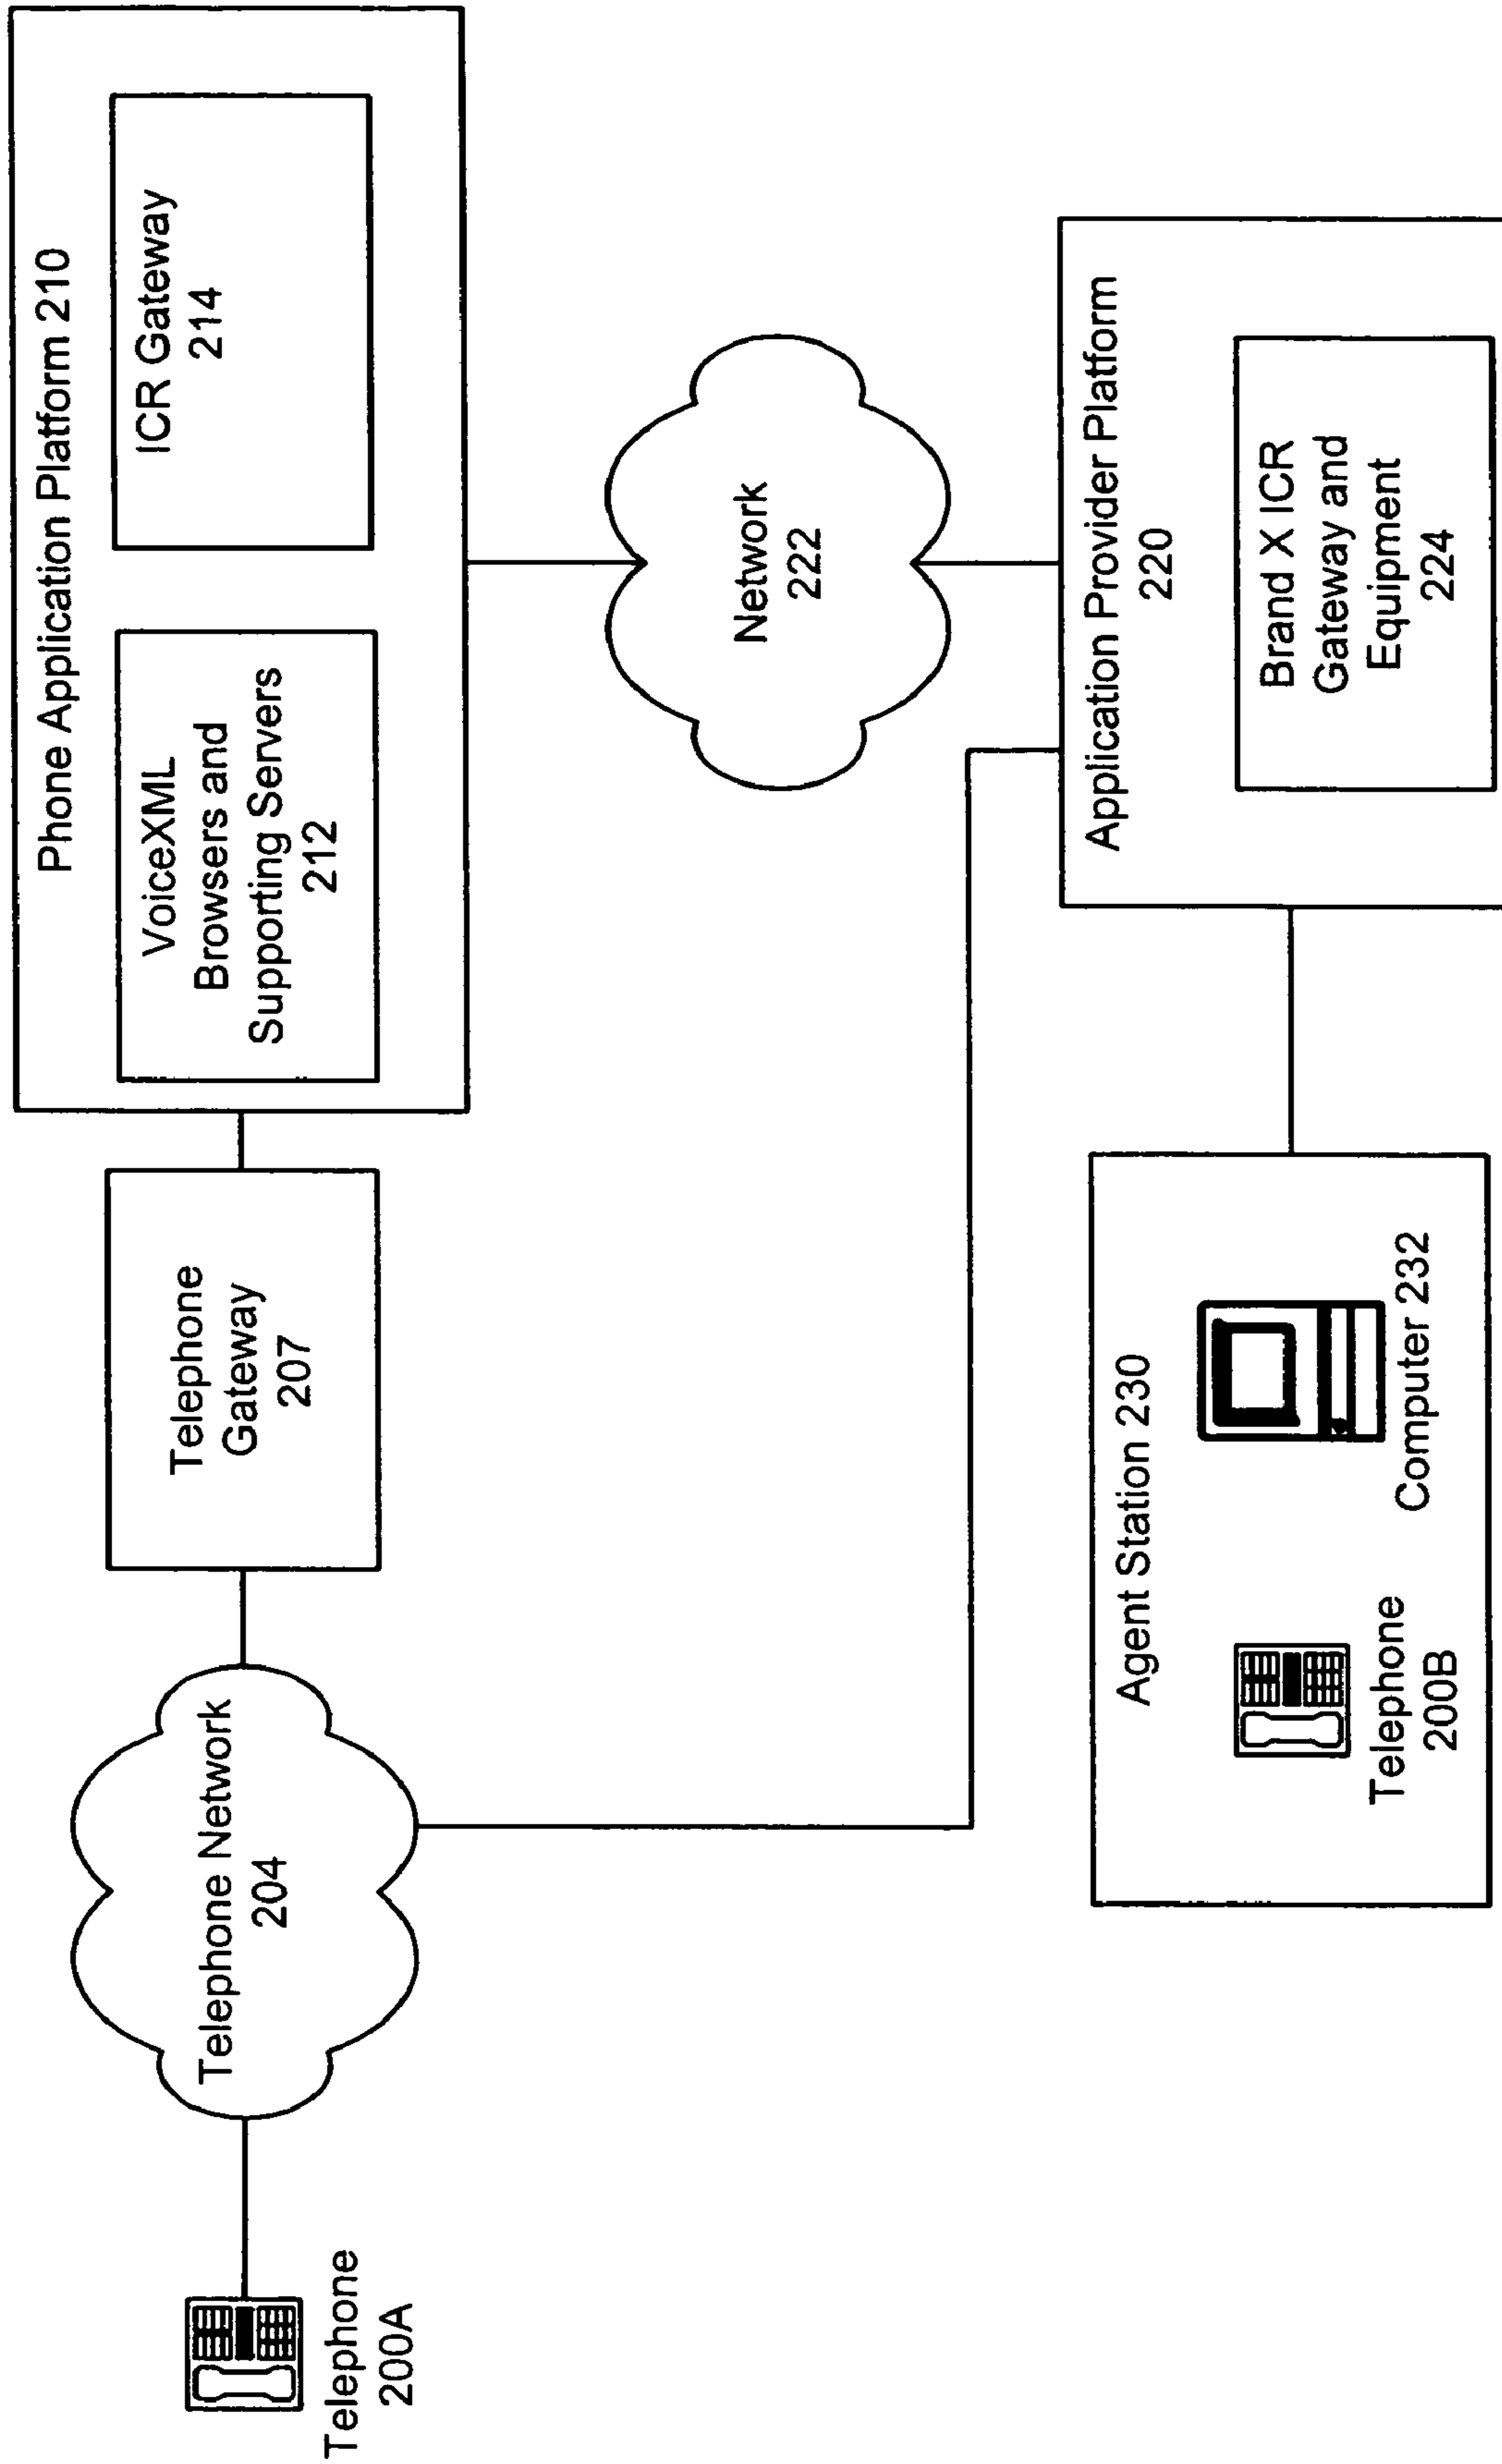 Phone Application Platform 210
VoiceXML
Browsers and
Supporting Servers
212
ICR Gateway
214
Telephone
Gateway
207
Telephone Network
204
Telephone
200A
Network
222
Application Provider Platform
220
Brand X ICR
Gateway and
Equipment
224
Agent Station 230
Telephone
200B
Computer 232